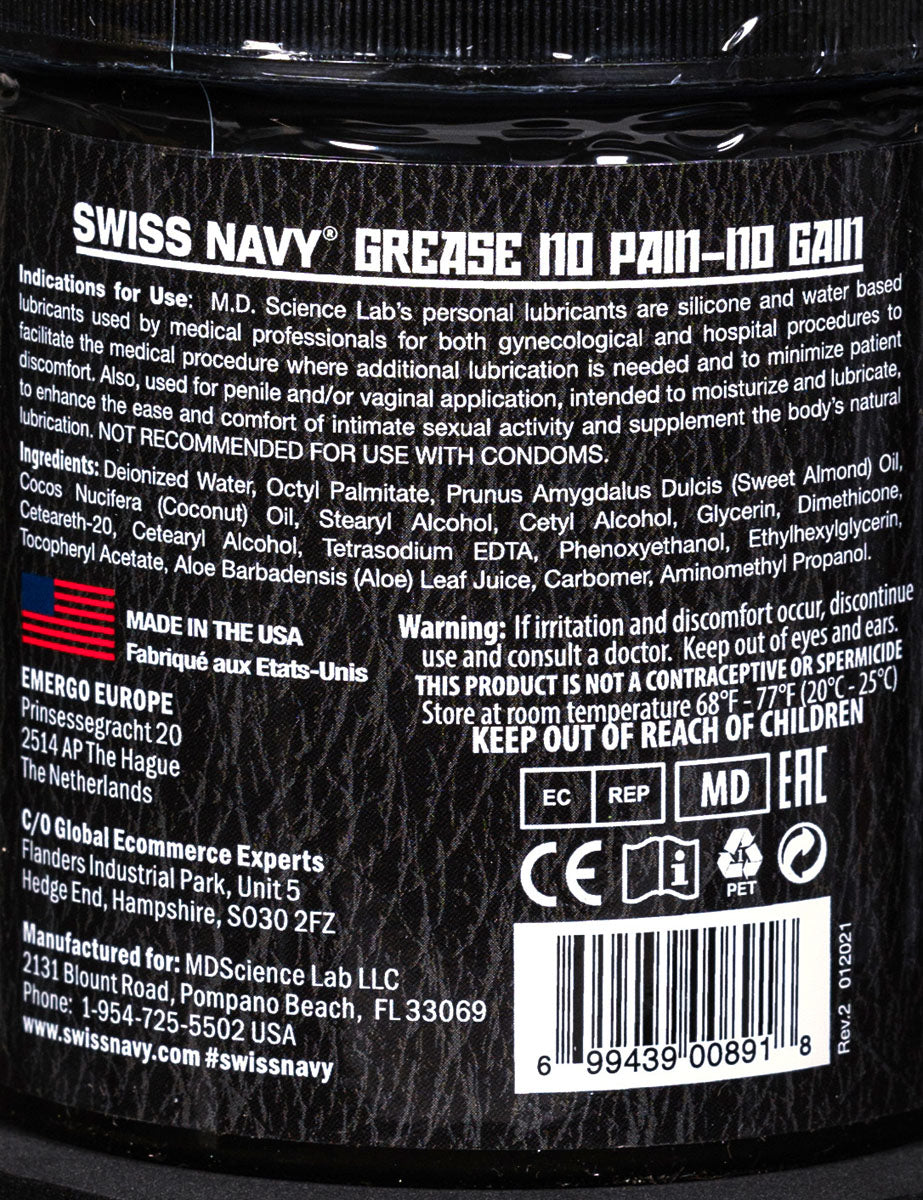 SWISS NAVY® GREASE NO PAIN–NO GAIN
Indications for Use: M.D. Science Lab's personal lubricants are silicone and water based
lubricants used by medical professionals for both gynecological and hospital procedures to
facilitate the medical procedure where additional lubrication is needed and to minimize patient
discomfort. Also, used for penile and/or vaginal application, intended to moisturize and lubricate,
to enhance the ease and comfort of intimate sexual activity and supplement the body's natural
lubrication. NOT RECOMMENDED FOR USE WITH CONDOMS.
Ingredients: Deionized Water, Octyl Palmitate, Prunus Amygdalus Dulcis (Sweet Almond) Oil,
Cocos Nucifera (Coconut) Oil, Stearyl Alcohol, Cetyl Alcohol, Glycerin, Dimethicone,
Ceteareth-20, Cetearyl Alcohol, Tetrasodium EDTA, Phenoxyethanol, Ethylhexylglycerin,
Tocopheryl Acetate, Aloe Barbadensis (Aloe) Leaf Juice, Carbomer, Aminomethyl Propanol.
MADE IN THE USA
Fabriqué aux Etats-Unis
Warning: If irritation and discomfort occur, discontinue
use and consult a doctor. Keep out of eyes and ears.
THIS PRODUCT IS NOT A CONTRACEPTIVE OR SPERMICIDE
Store at room temperature 68°F - 77°F (20°C - 25°C)
KEEP OUT OF REACH OF CHILDREN
EMERGO EUROPE
Prinsessegracht 20
2514 AP The Hague
The Netherlands
C/O Global Ecommerce Experts
Flanders Industrial Park, Unit 5
Hedge End, Hampshire, SO30 2FZ
Manufactured for: MDScience Lab LLC
2131 Blount Road, Pompano Beach, FL 33069
Phone: 1-954-725-5502 USA
www.swissnavy.com #swissnavy
EC REP MD EAC
CE i 1
PET
6 99439 00891 8
Rev.2 012021